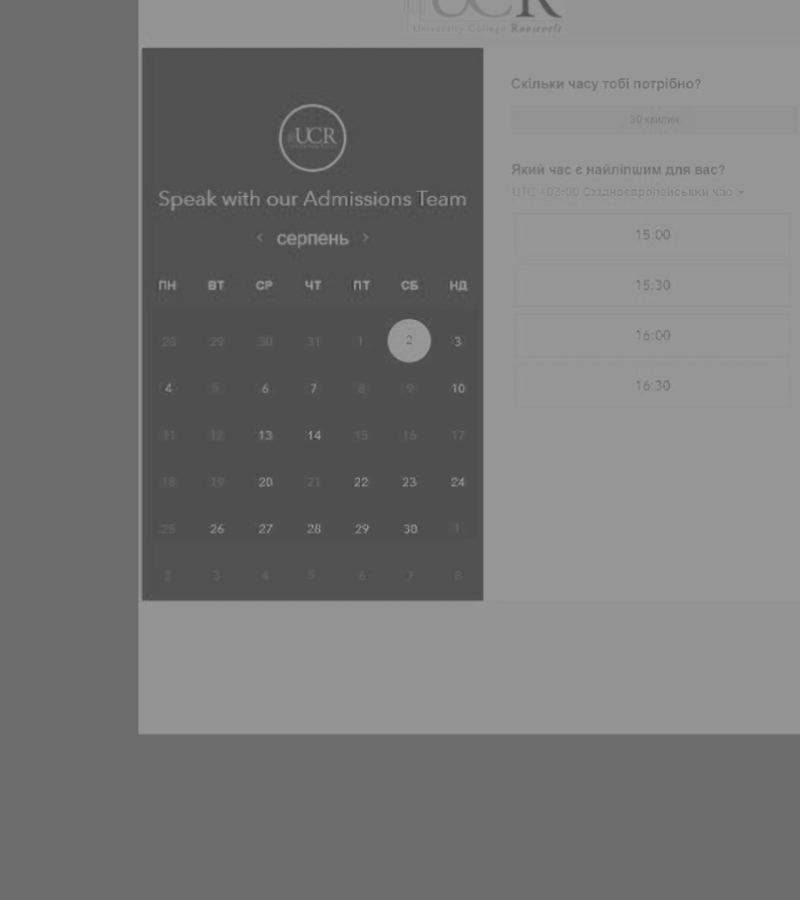 UCR
University College Roosevelt
UCR
Speak with our Admissions Team
< серпень >
ПН ВТ СР ЧТ ПТ СБ НД
28 29 30 31 1 2 3
4 5 6 7 8 9 10
11 12 13 14 15 16 17
18 19 20 21 22 23 24
25 26 27 28 29 30 1
2 3 4 5 6 7 8
Скільки часу тобі потрібно?
30 хвилин
Який час є найліпшим для вас?
UTC +03:00 Східноєвропейський час
15:00
15:30
16:00
16:30